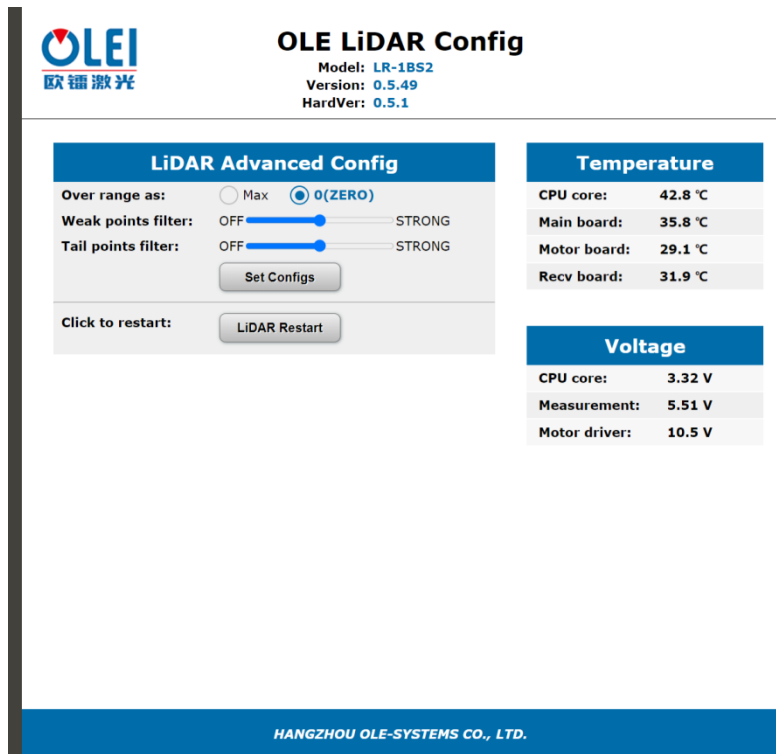 OLEI
欧镭激光
OLE LiDAR Config
Model: LR-1BS2
Version: 0.5.49
HardVer: 0.5.1
LiDAR Advanced Config
Over range as: Max 0(ZERO)
Weak points filter: OFF STRONG
Tail points filter: OFF STRONG
Set Configs
Click to restart: LiDAR Restart
Temperature
CPU core: 42.8 ℃
Main board: 35.8 ℃
Motor board: 29.1 ℃
Recv board: 31.9 ℃
Voltage
CPU core: 3.32 V
Measurement: 5.51 V
Motor driver: 10.5 V
HANGZHOU OLE-SYSTEMS CO., LTD.